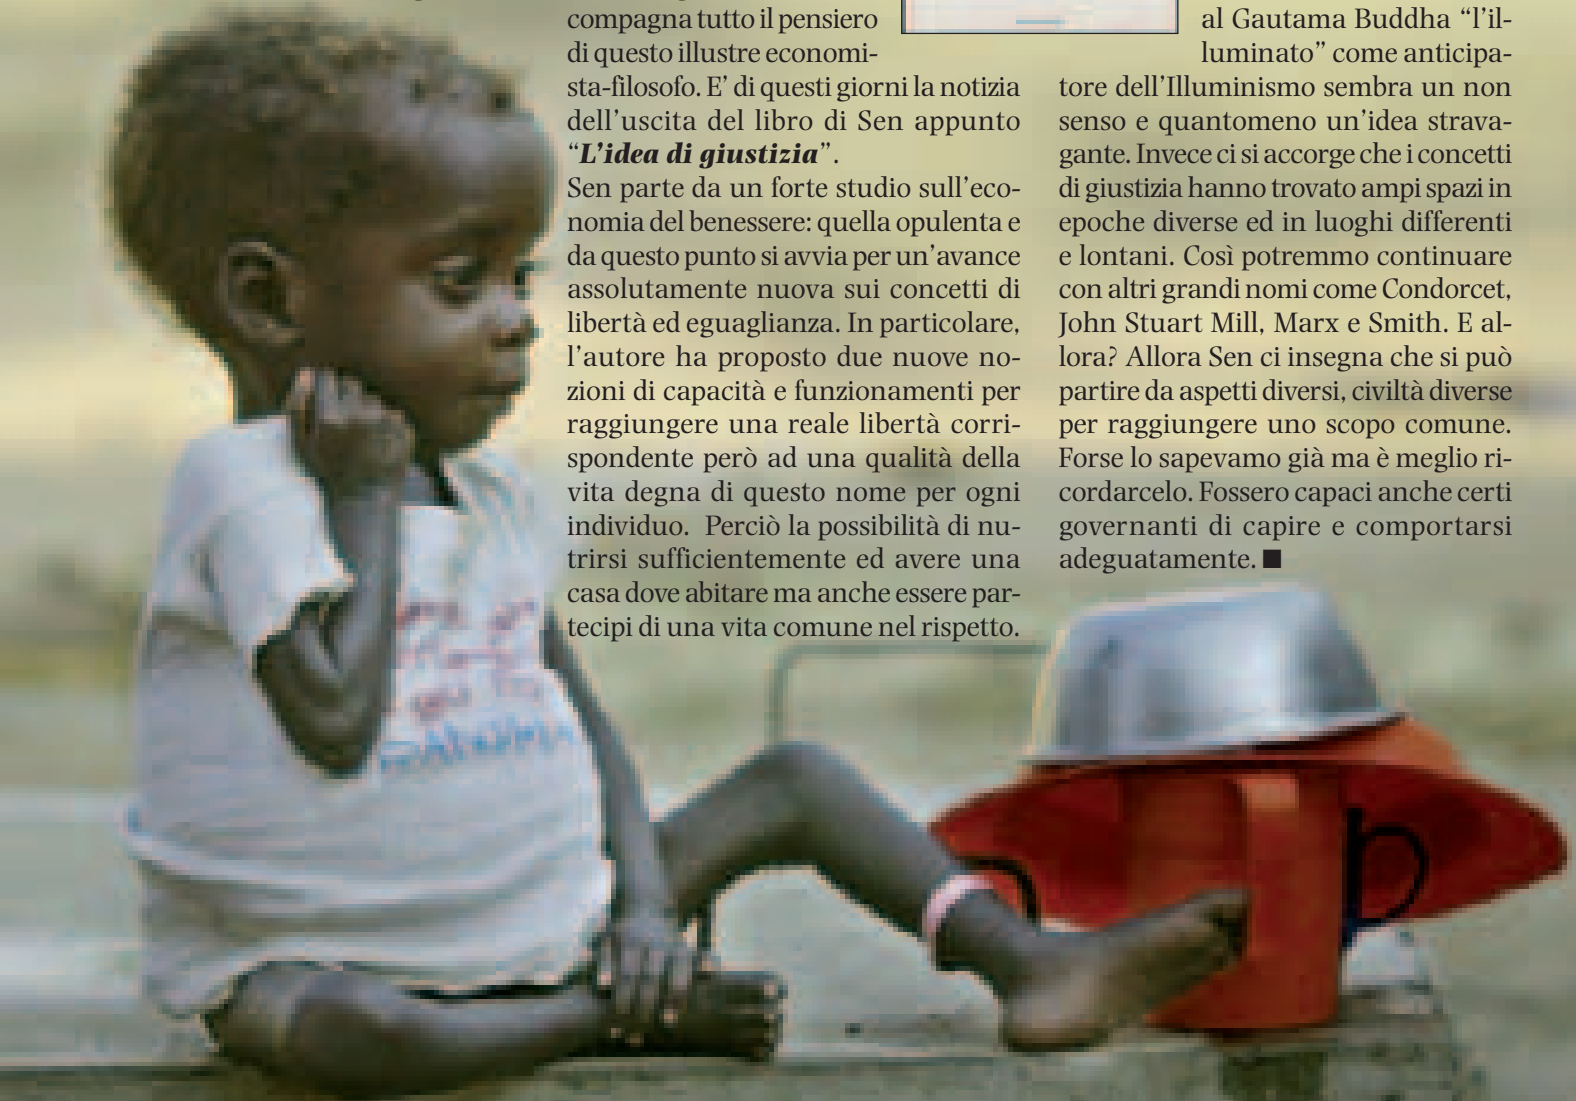 compagna tutto il pensiero
di questo illustre economi-
sta-filosofo. E’ di questi giorni la notizia
dell’uscita del libro di Sen appunto
“L’idea di giustizia”.
Sen parte da un forte studio sull’eco-
nomia del benessere: quella opulenta e
da questo punto si avvia per un’avance
assolutamente nuova sui concetti di
libertà ed eguaglianza. In particolare,
l’autore ha proposto due nuove no-
zioni di capacità e funzionamenti per
raggiungere una reale libertà corri-
spondente però ad una qualità della
vita degna di questo nome per ogni
individuo. Perciò la possibilità di nu-
trirsi sufficientemente ed avere una
casa dove abitare ma anche essere par-
tecipi di una vita comune nel rispetto.
al Gautama Buddha “l’il-
luminato” come anticipa-
tore dell’Illuminismo sembra un non
senso e quantomeno un’idea strava-
gante. Invece ci si accorge che i concetti
di giustizia hanno trovato ampi spazi in
epoche diverse ed in luoghi differenti
e lontani. Così potremmo continuare
con altri grandi nomi come Condorcet,
John Stuart Mill, Marx e Smith. E al-
lora? Allora Sen ci insegna che si può
partire da aspetti diversi, civiltà diverse
per raggiungere uno scopo comune.
Forse lo sapevamo già ma è meglio ri-
cordarcelo. Fossero capaci anche certi
governanti di capire e comportarsi
adeguatamente. ■